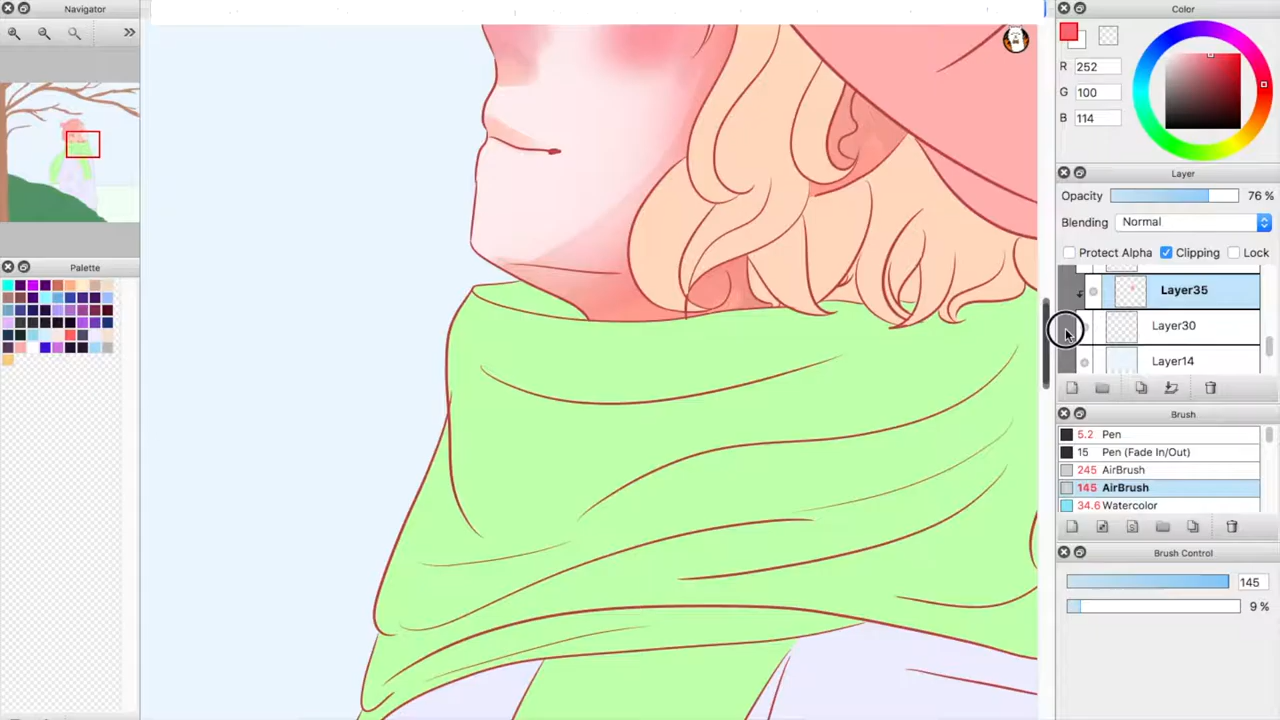 Navigator
»
Palette
Color
R 252
G 100
B 114
Layer
Opacity 76 %
Blending Normal
Protect Alpha Clipping Lock
Layer35
Layer30
Layer14
Brush
5.2 Pen
15 Pen (Fade In/Out)
245 AirBrush
145 AirBrush
34.6 Watercolor
Brush Control
145
9 %